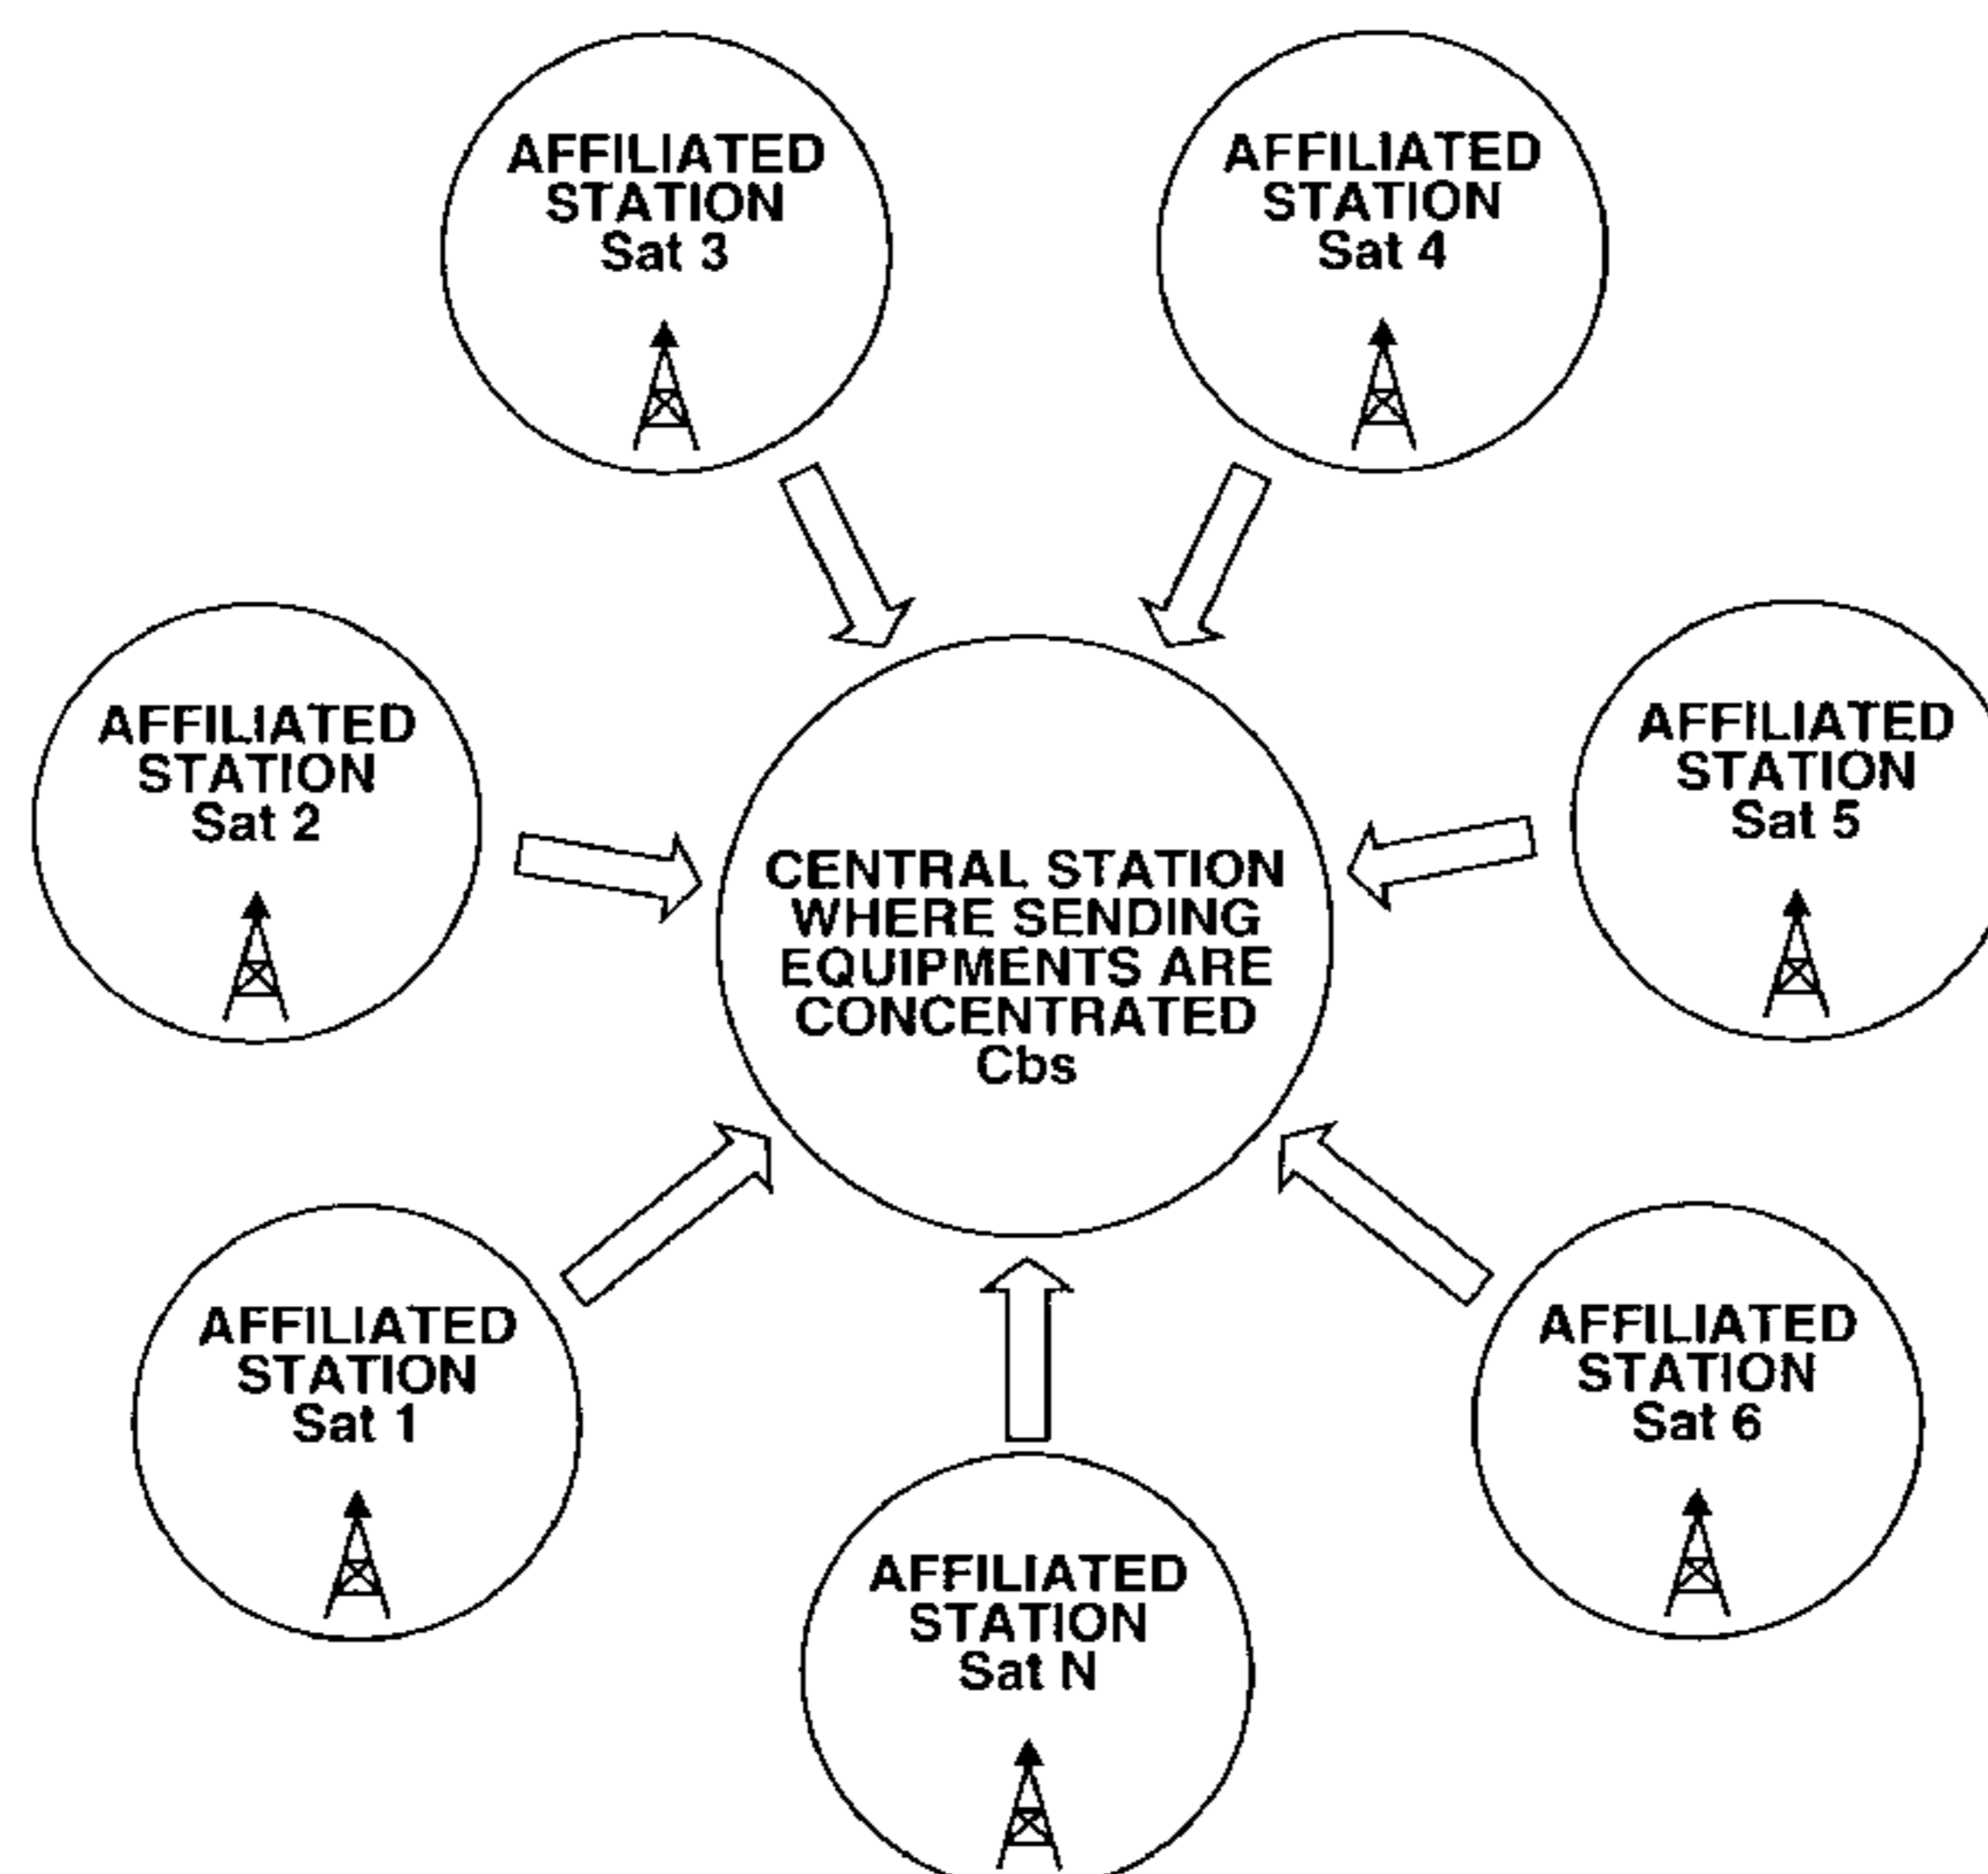 AFFILIATED
STATION
Sat 3
AFFILIATED
STATION
Sat 4
AFFILIATED
STATION
Sat 2
AFFILIATED
STATION
Sat 5
CENTRAL STATION
WHERE SENDING
EQUIPMENTS ARE
CONCENTRATED
Cbs
AFFILIATED
STATION
Sat 1
AFFILIATED
STATION
Sat 6
AFFILIATED
STATION
Sat N